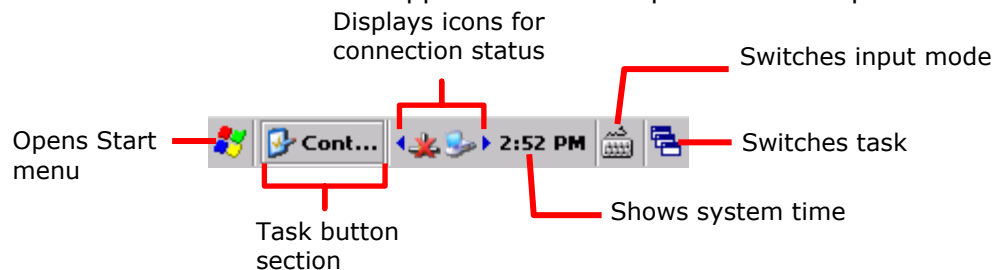 Displays icons for
connection status
Switches input mode
Opens Start
menu
Cont...
2:52 PM
Switches task
Shows system time
Task button
section